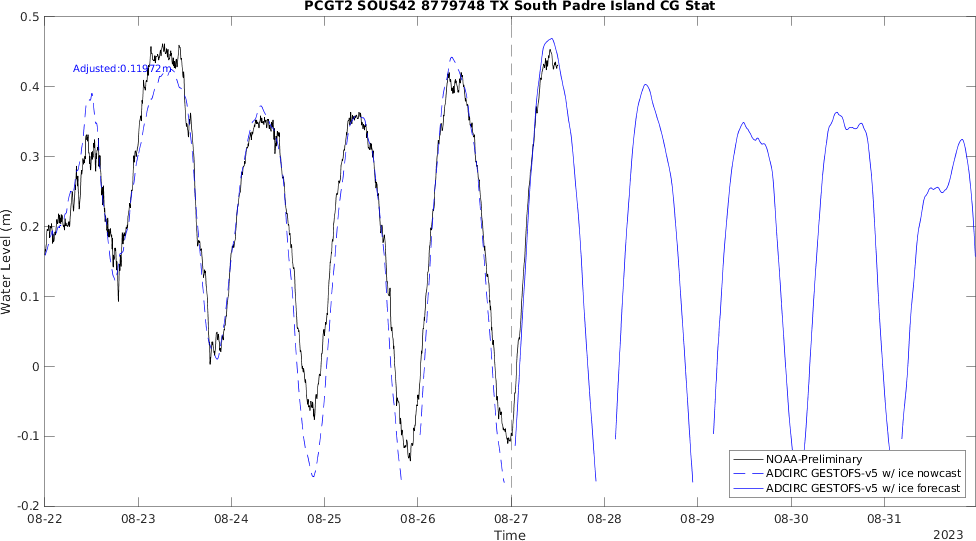 PCGT2 SOUS42 8779748 TX South Padre Island CG Stat
0.5
0.4
0.3
0.2
0.1
0
-0.1
-0.2
Water Level (m)
Adjusted:0.11972m
NOAA-Preliminary
ADCIRC GESTOFS-v5 w/ ice nowcast
ADCIRC GESTOFS-v5 w/ ice forecast
08-22 08-23 08-24 08-25 08-26 08-27 08-28 08-29 08-30 08-31
Time
2023